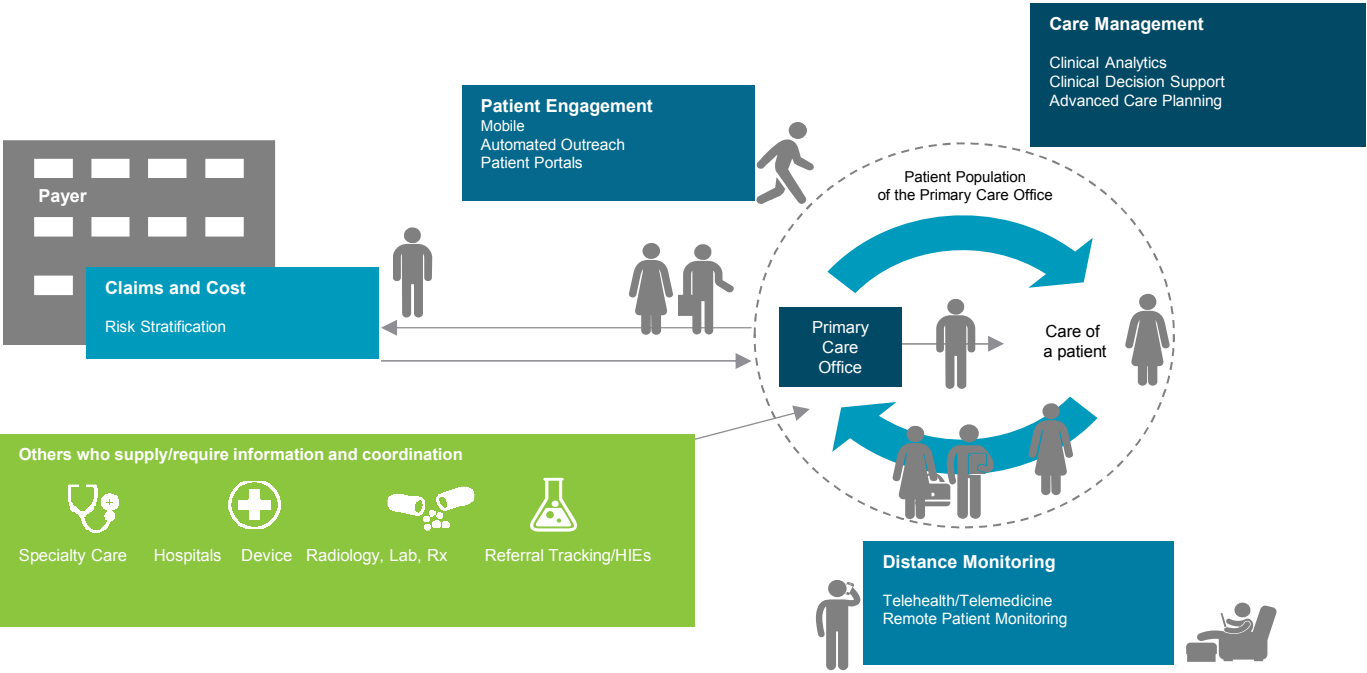 Care Management
Clinical Analytics
Clinical Decision Support
Advanced Care Planning
Patient Engagement
Mobile
Automated Outreach
Patient Portals
Patient Population
of the Primary Care Office
Payer
Claims and Cost
Risk Stratification
Primary
Care
Office
Care of
a patient
Others who supply/require information and coordination
Specialty Care Hospitals Device Radiology, Lab, Rx Referral Tracking/HIEs
Distance Monitoring
Telehealth/Telemedicine
Remote Patient Monitoring